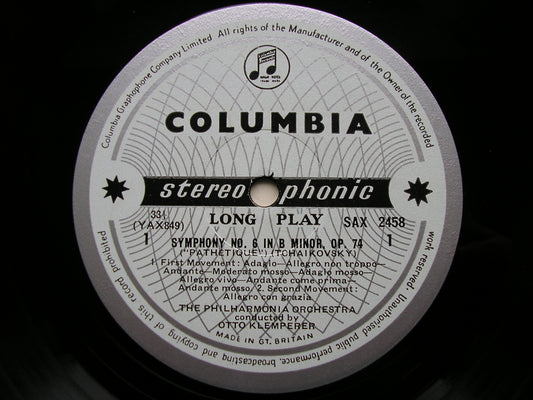 Columbia Graphophone Company Limited All rights of the Manufacturer and of the Owner of the recorded work reserved. Unauthorised public performance, broadcasting and copying of this record prohibited
COLUMBIA
stereophonic
33⅓ LONG PLAY SAX 2458
(YAX849)
1 1
SYMPHONY NO. 6 IN B MINOR, OP. 74
("PATHETIQUE") (TCHAIKOVSKY)
1. First Movement: Adagio—Allegro non troppo—
Andante—Moderato mosso—Adagio mosso—
Allegro vivo—Andante come prima—
Andante mosso 2. Second Movement:
Allegro con grazia
THE PHILHARMONIA ORCHESTRA
conducted by
OTTO KLEMPERER
MADE IN GT. BRITAIN